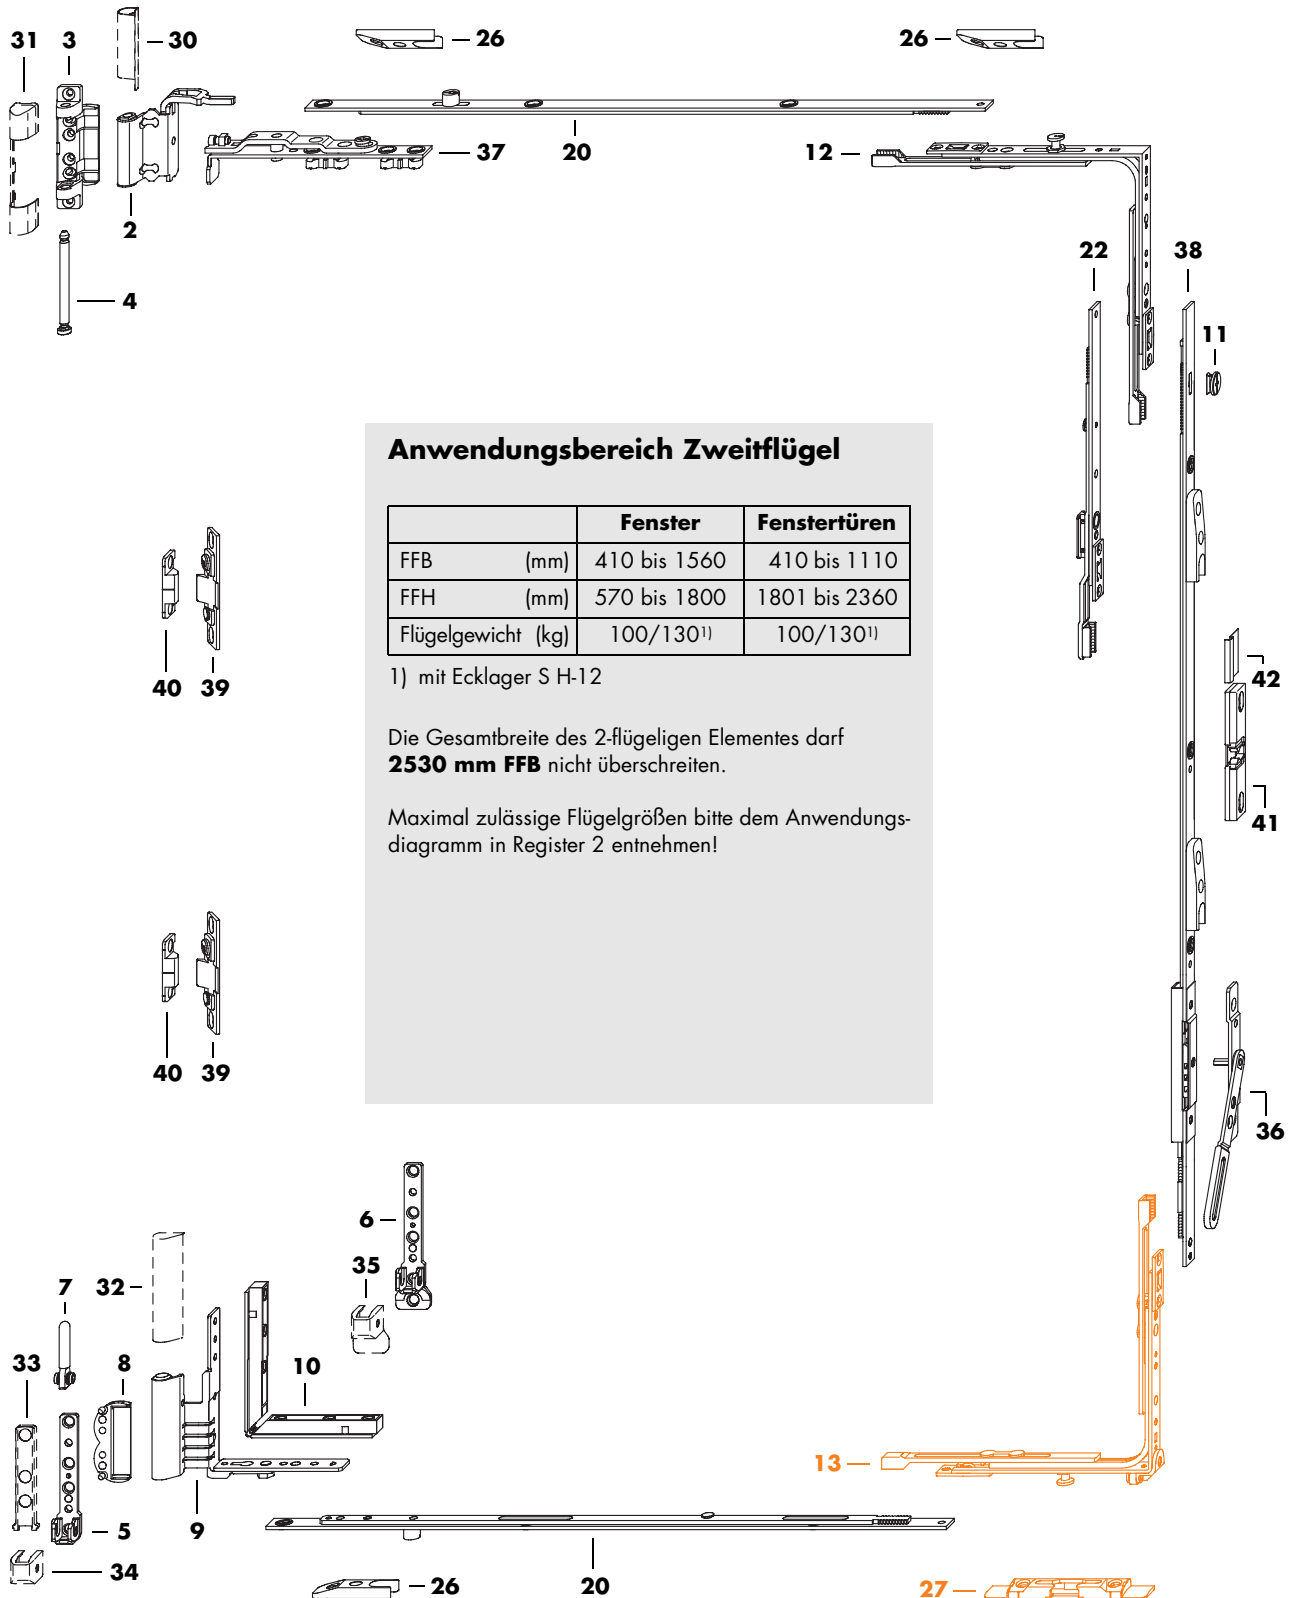 31 3 30 26 26
37 20 12
2
22 38
4
11
Anwendungsbereich Zweitflügel
Fenster Fenstertüren
FFB (mm) 410 bis 1560 410 bis 1110
FFH (mm) 570 bis 1800 1801 bis 2360
Flügelgewicht (kg) 100/130 1) 100/130 1)
1) mit Ecklager S H-12
Die Gesamtbreite des 2-flügeligen Elementes darf
2530 mm FFB nicht überschreiten.
Maximal zulässige Flügelgrößen bitte dem Anwendungs-
diagramm in Register 2 entnehmen!
40 39
42
41
40 39
36
6
35
7 32
33 8 10
13
5 9
34 26 20 27